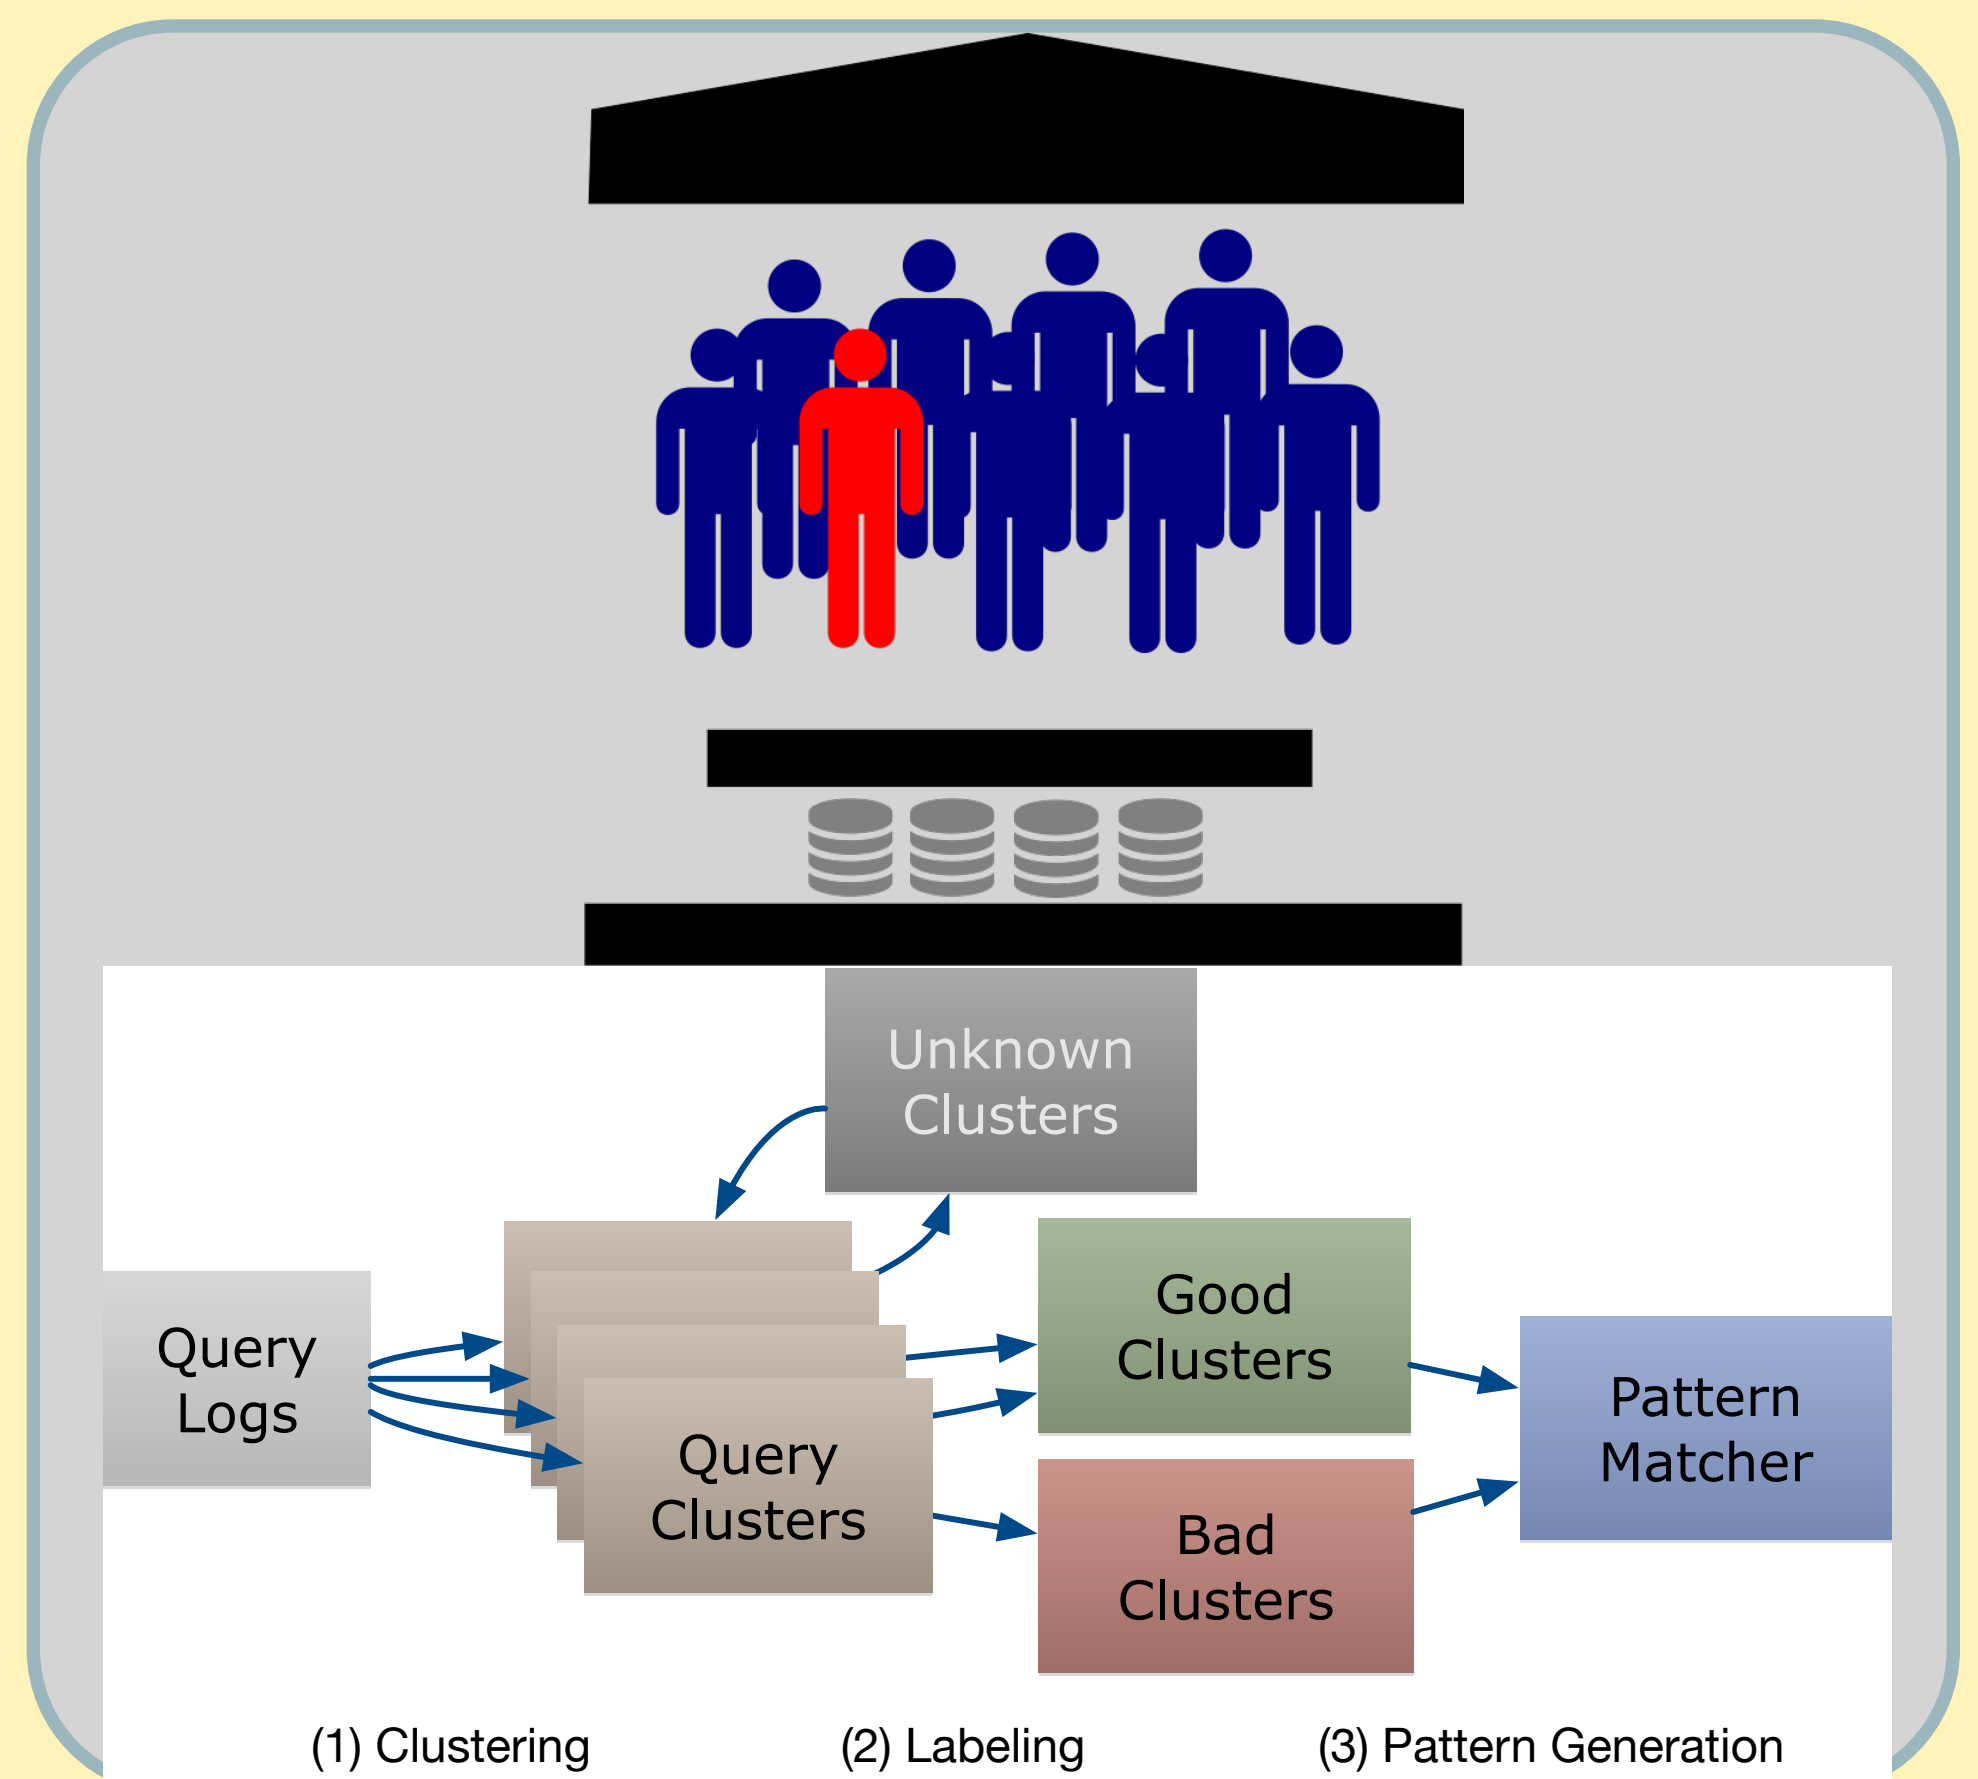 Unknown
Clusters
Query
Logs
Query
Clusters
Good
Clusters
Bad
Clusters
Pattern
Matcher
(1) Clustering
(2) Labeling
(3) Pattern Generation